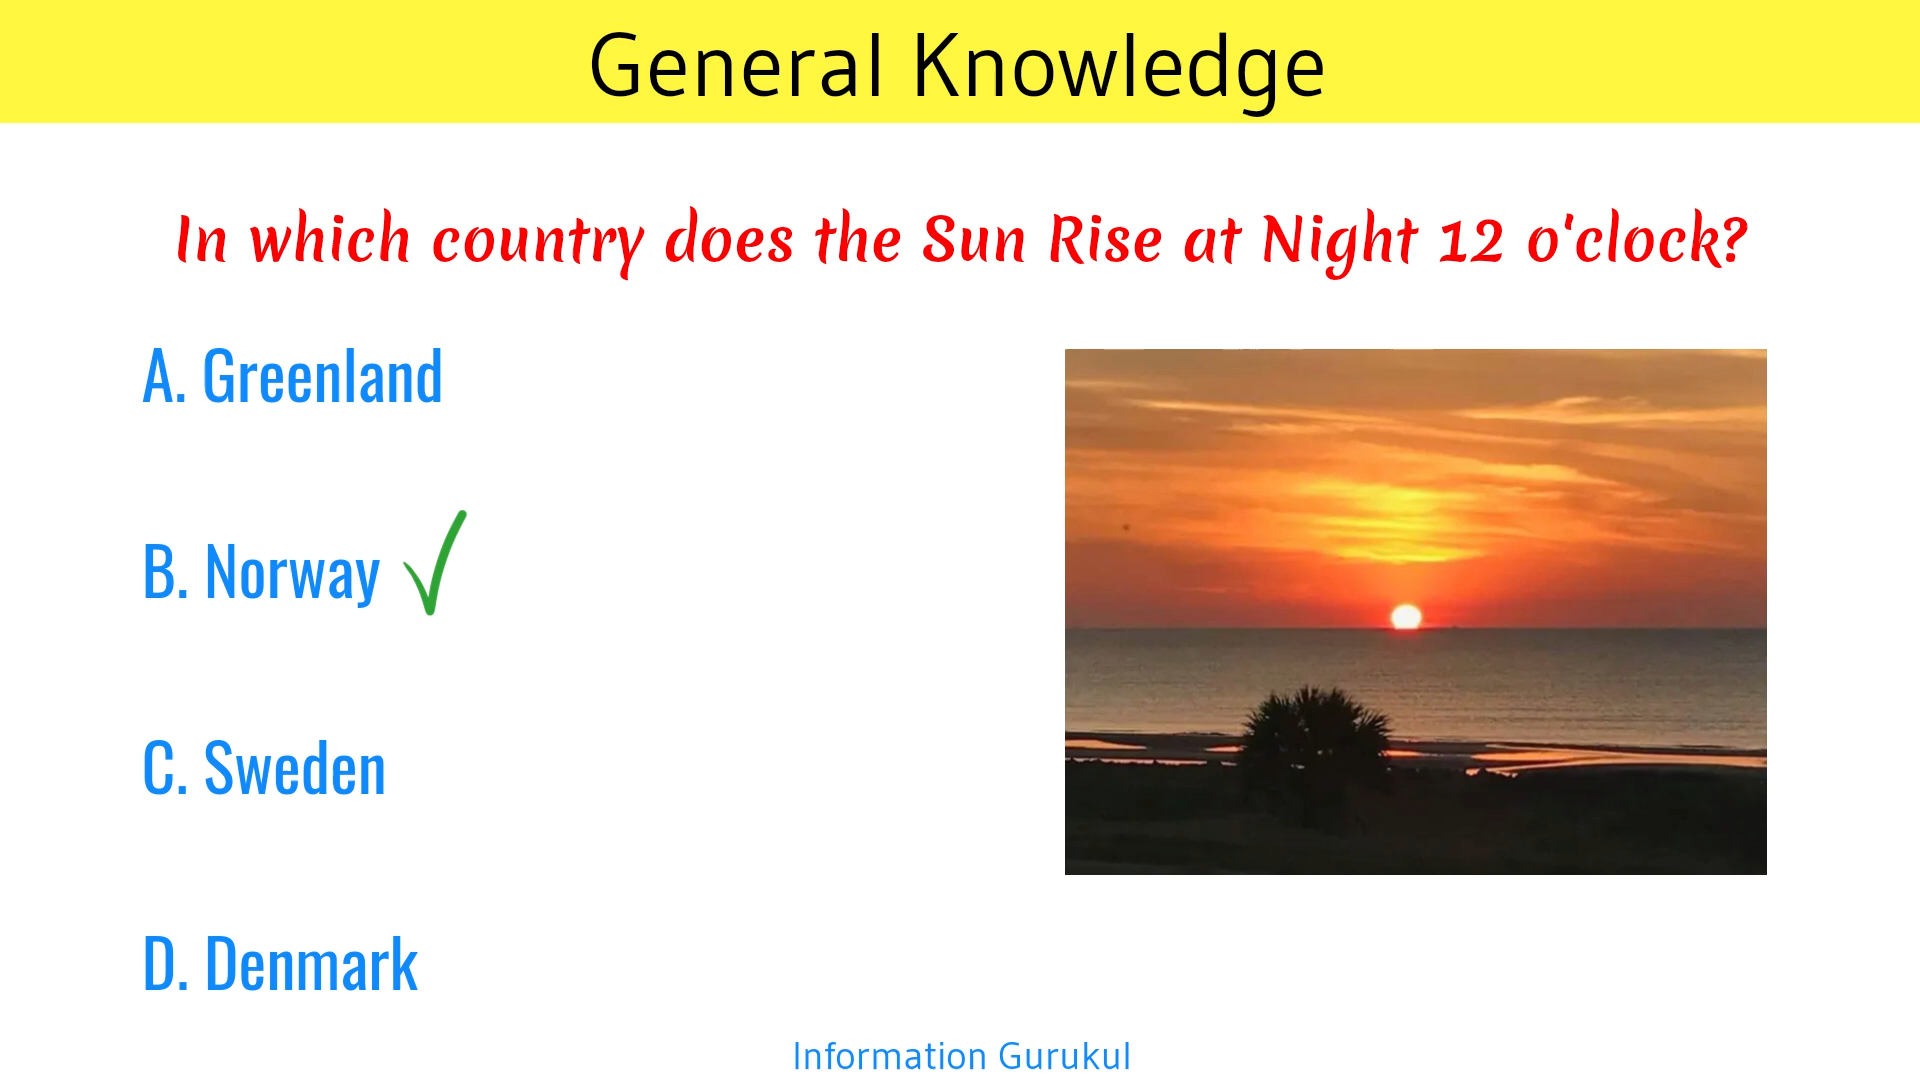 General Knowledge
In which country does the Sun Rise at Night 12 o'clock?
A. Greenland
B. Norway
C. Sweden
D. Denmark
Information Gurukul